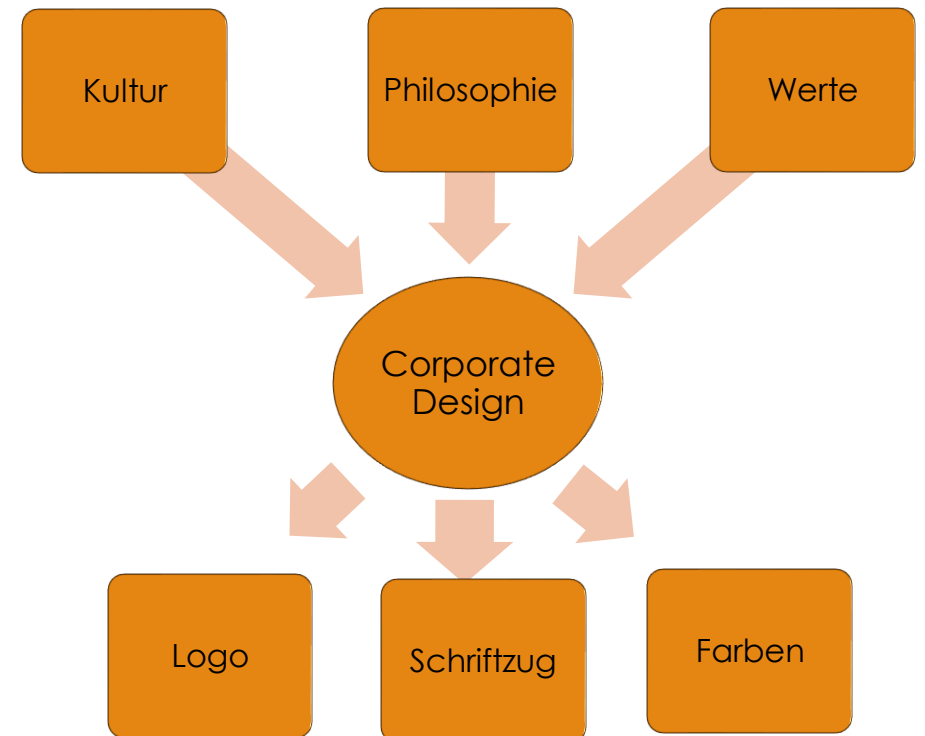 Kultur
Philosophie
Werte
Corporate
Design
Logo
Schriftzug
Farben